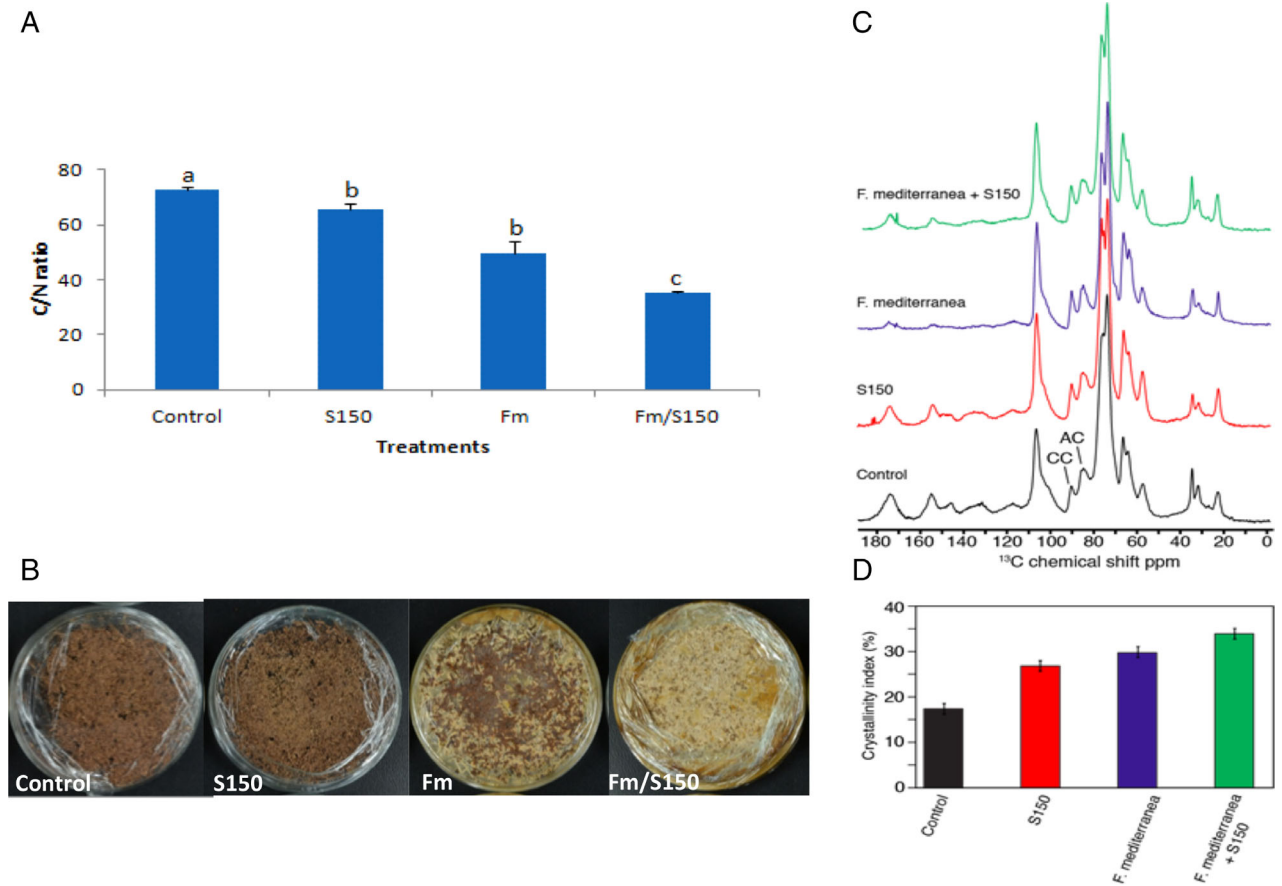 A
C/N ratio
80
60
40
20
0
a
b
b
c
Control
S150
Fm
Fm/S150
Treatments
B
Control
S150
Fm
Fm/S150
C
F. mediterranea + S150
F. mediterranea
S150
Control
CC
AC
180 160 140 120 100 80 60 40 20 0
¹³C chemical shift ppm
D
Crystallinity index (%)
40
30
20
10
0
Control
S150
F. mediterranea
F. mediterranea
+ S150